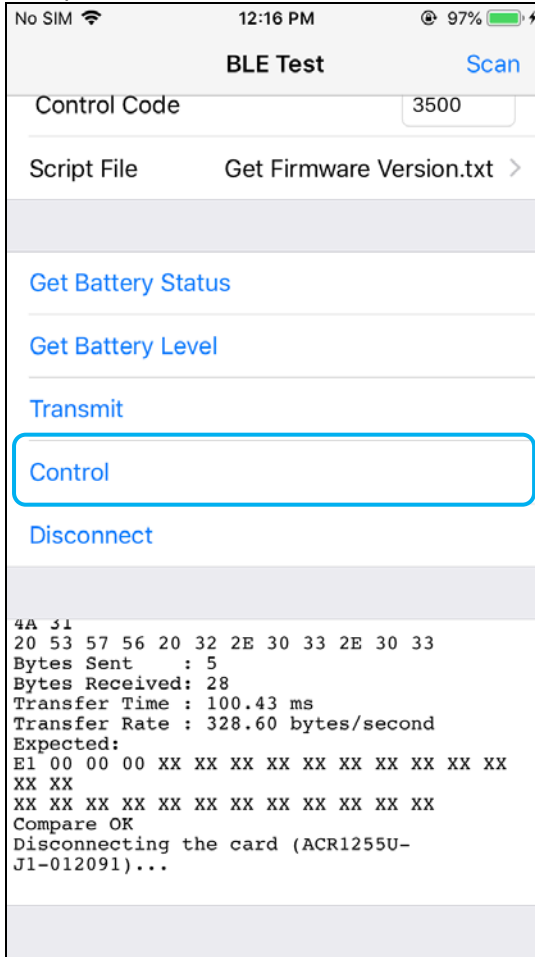 No SIM 12:16 PM 97%
BLE Test Scan
Control Code 3500
Script File Get Firmware Version.txt
Get Battery Status
Get Battery Level
Transmit
Control
Disconnect
4A 31
20 53 57 56 20 32 2E 30 33 2E 30 33
Bytes Sent : 5
Bytes Received: 28
Transfer Time : 100.43 ms
Transfer Rate : 328.60 bytes/second
Expected:
E1 00 00 00 XX XX XX XX XX XX XX XX XX XX
XX XX
XX XX XX XX XX XX XX XX XX XX XX XX
Compare OK
Disconnecting the card (ACR1255U-
J1-012091)...